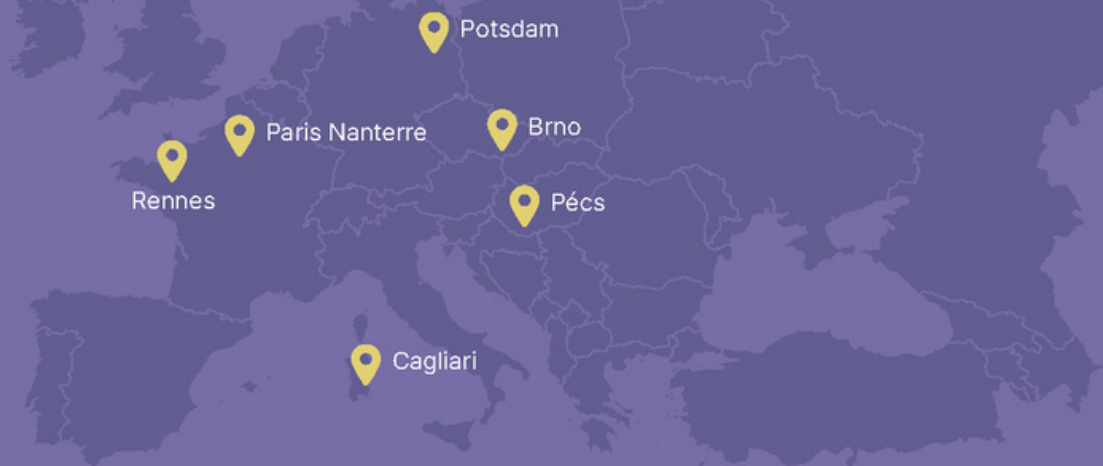 Potsdam
Brno
Paris Nanterre
Rennes
Pécs
Cagliari